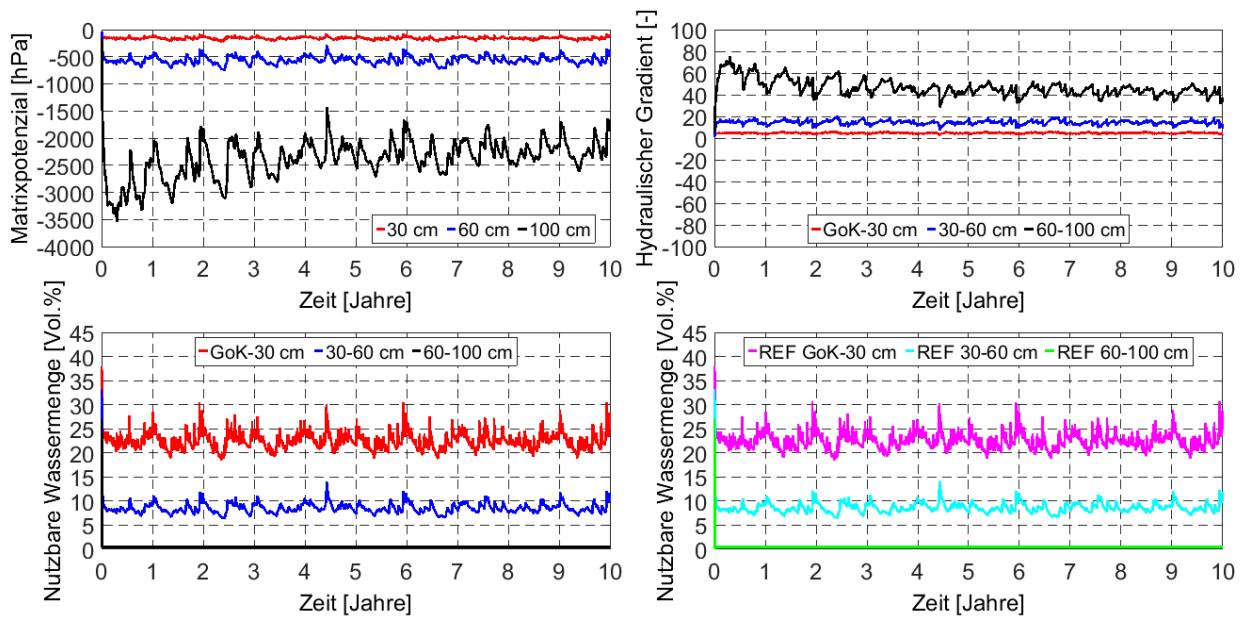 Matrixpotenzial [hPa]
0
-500
-1000
-1500
-2000
-2500
-3000
-3500
-4000
30 cm 60 cm 100 cm
0 1 2 3 4 5 6 7 8 9 10
Zeit [Jahre]
Hydraulischer Gradient [-]
100
80
60
40
20
0
-20
-40
-60
-80
-100
GoK-30 cm 30-60 cm 60-100 cm
0 1 2 3 4 5 6 7 8 9 10
Zeit [Jahre]
Nutzbare Wassermenge [Vol.%]
45
40
35
30
25
20
15
10
5
0
GoK-30 cm 30-60 cm 60-100 cm
0 1 2 3 4 5 6 7 8 9 10
Zeit [Jahre]
Nutzbare Wassermenge [Vol.%]
45
40
35
30
25
20
15
10
5
0
REF GoK-30 cm REF 30-60 cm REF 60-100 cm
0 1 2 3 4 5 6 7 8 9 10
Zeit [Jahre]